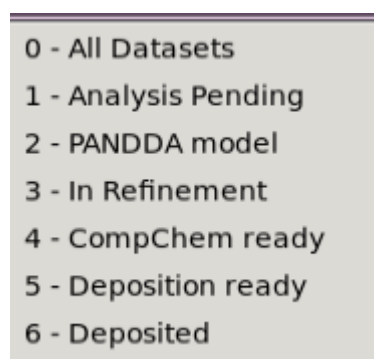 0 - All Datasets
1 - Analysis Pending
2 - PANDDA model
3 - In Refinement
4 - CompChem ready
5 - Deposition ready
6 - Deposited